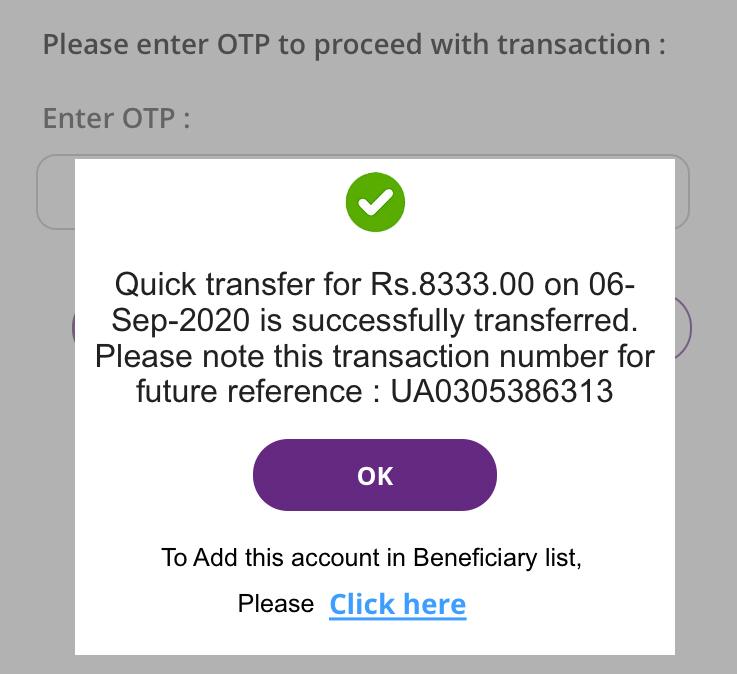 Please enter OTP to proceed with transaction :
Enter OTP :
Quick transfer for Rs.8333.00 on 06-
Sep-2020 is successfully transferred.
Please note this transaction number for
future reference : UA0305386313
OK
To Add this account in Beneficiary list,
Please Click here